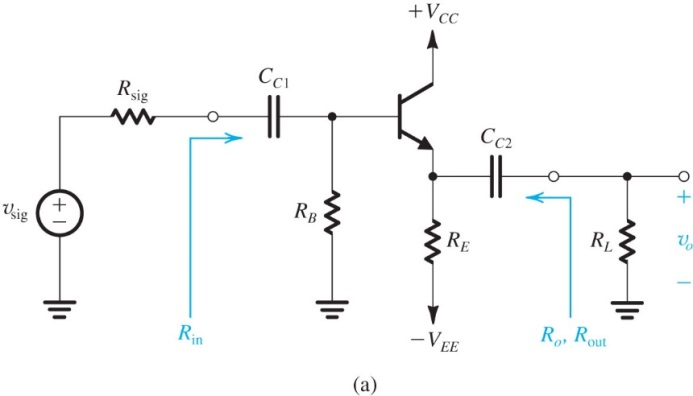 +V_CC
C_C1
R_sig
C_C2
+
−
v_sig
R_B
R_E
R_L
+
v_o
−
R_in
−V_EE
R_o, R_out
(a)